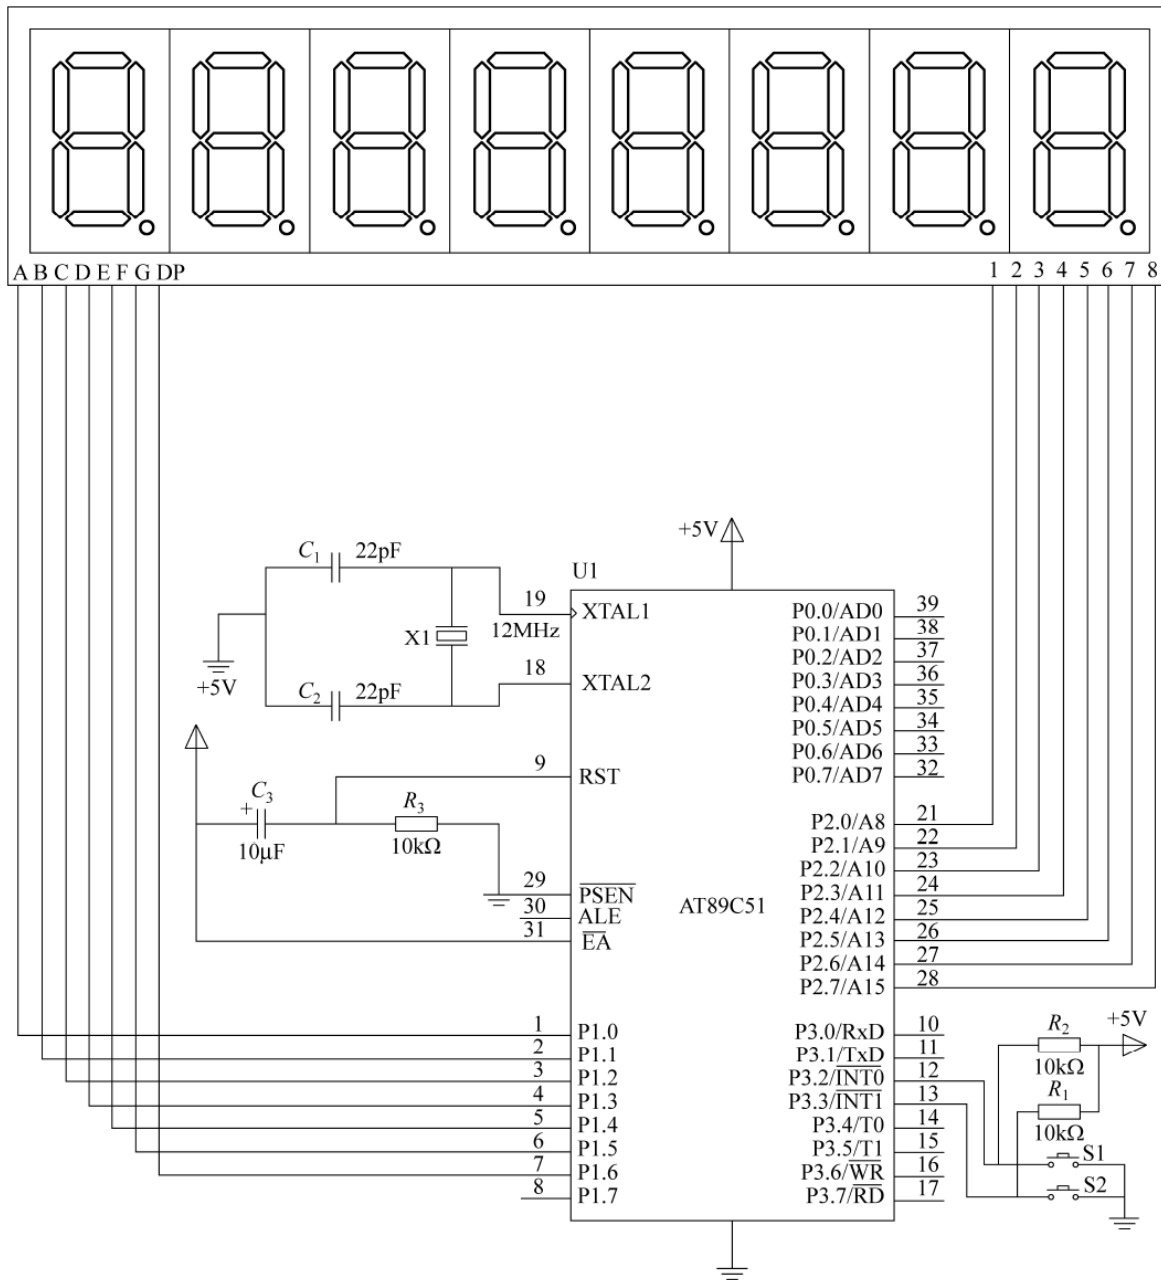 A B C D E F G DP
1 2 3 4 5 6 7 8
+5V
C1 22pF
U1
19 XTAL1
12MHz
X1
18 XTAL2
+5V
C2 22pF
9 RST
C3
+
10μF
R3
10kΩ
29 PSEN
30 ALE
31 EA
AT89C51
1 P1.0
2 P1.1
3 P1.2
4 P1.3
5 P1.4
6 P1.5
7 P1.6
8 P1.7
P0.0/AD0 39
P0.1/AD1 38
P0.2/AD2 37
P0.3/AD3 36
P0.4/AD4 35
P0.5/AD5 34
P0.6/AD6 33
P0.7/AD7 32
P2.0/A8 21
P2.1/A9 22
P2.2/A10 23
P2.3/A11 24
P2.4/A12 25
P2.5/A13 26
P2.6/A14 27
P2.7/A15 28
P3.0/RxD 10
P3.1/TxD 11
P3.2/INT0 12
P3.3/INT1 13
P3.4/T0 14
P3.5/T1 15
P3.6/WR 16
P3.7/RD 17
R2
+5V
10kΩ
R1
10kΩ
S1
S2